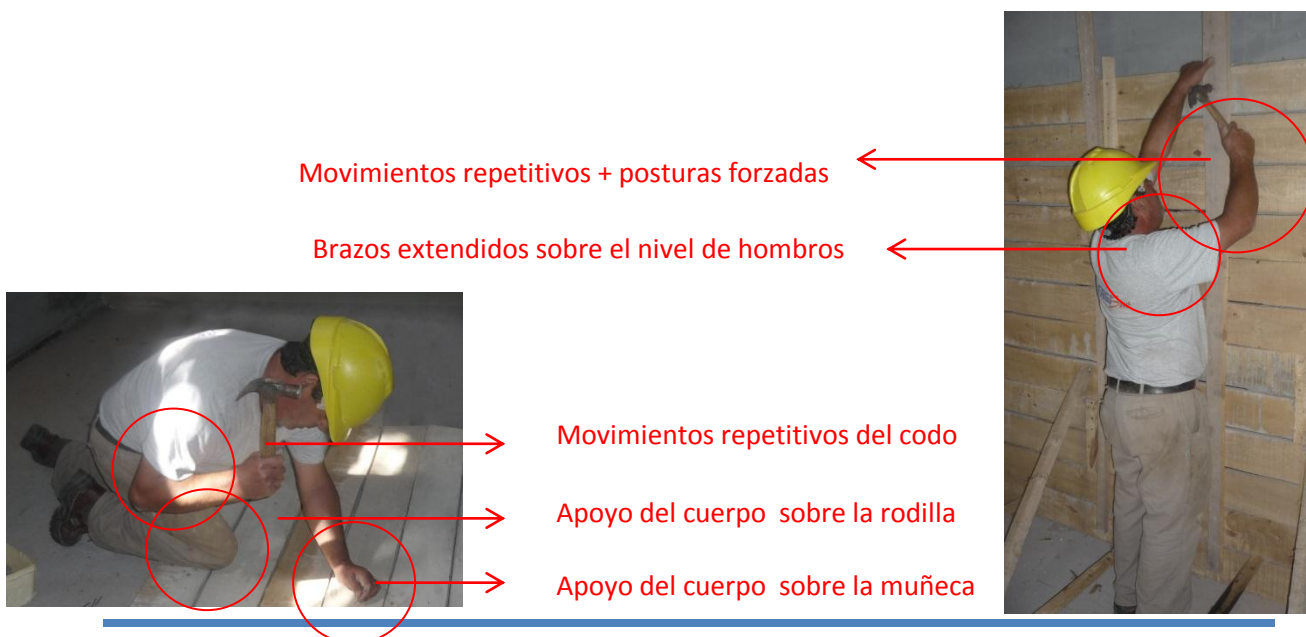 Movimientos repetitivos + posturas forzadas
Brazos extendidos sobre el nivel de hombros
Movimientos repetitivos del codo
Apoyo del cuerpo  sobre la rodilla
Apoyo del cuerpo  sobre la muñeca